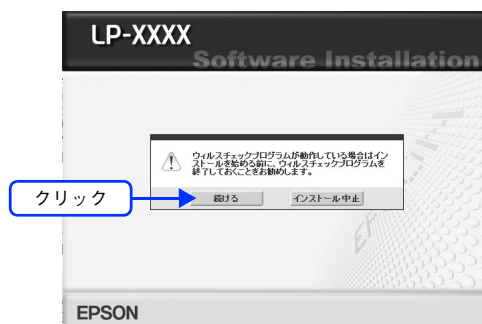 LP-XXXX
Software Installation
ウィルスチェックプログラムが動作している場合はイン
ストールを始める前に、ウィルスチェックプログラムを
終了しておくことをお勧めします。
クリック
続ける
インストール中止
EPSON
EPSON